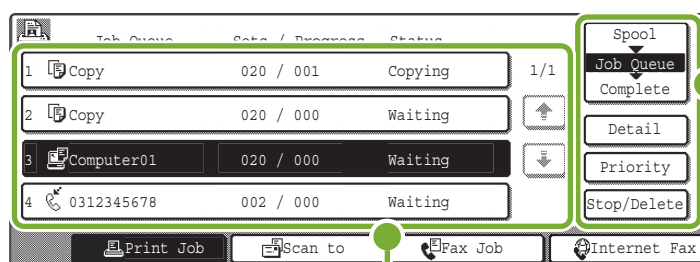 Job Queue Sets / Progress Status
1 Copy 020 / 001 Copying
2 Copy 020 / 000 Waiting
3 Computer01 020 / 000 Waiting
4 0312345678 002 / 000 Waiting
1/1
Spool
Job Queue
Complete
Detail
Priority
Stop/Delete
Print Job Scan to Fax Job Internet Fax